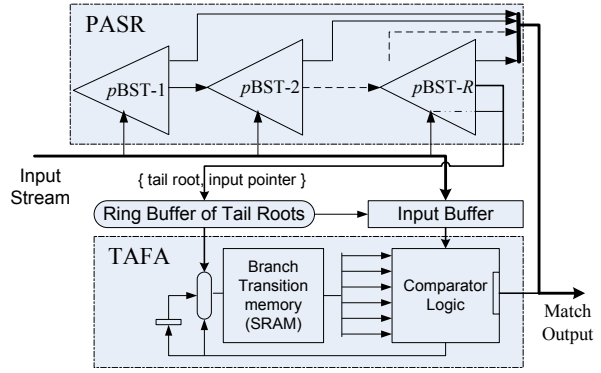 PASR
pBST-1
pBST-2
pBST-R
Input
Stream
{ tail root, input pointer }
Ring Buffer of Tail Roots
Input Buffer
TAFA
Branch
Transition
memory
(SRAM)
Comparator
Logic
Match
Output